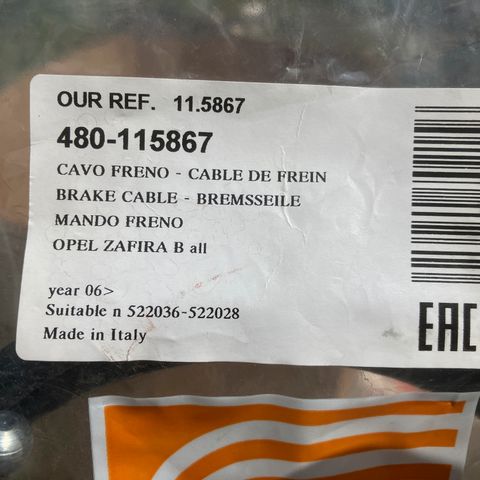 OUR REF. 11.5867
480-115867
CAVO FRENO - CABLE DE FREIN
BRAKE CABLE - BREMSSEILE
MANDO FRENO
OPEL ZAFIRA B all
year 06>
Suitable n 522036-522028
Made in Italy
EAC